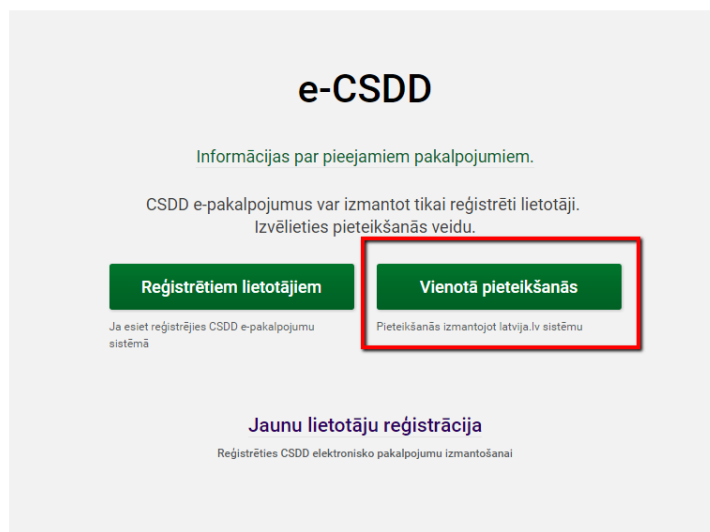 e-CSDD
Informācijas par pieejamiem pakalpojumiem.
CSDD e-pakalpojumus var izmantot tikai reģistrēti lietotāji.
Izvēlieties pieteikšanās veidu.
Reģistrētiem lietotājiem
Ja esiet reģistrējies CSDD e-pakalpojumu
sistēmā
Vienotā pieteikšanās
Pieteikšanās izmantojot latvija.lv sistēmu
Jaunu lietotāju reģistrācija
Reģistrēties CSDD elektronisko pakalpojumu izmantošanai